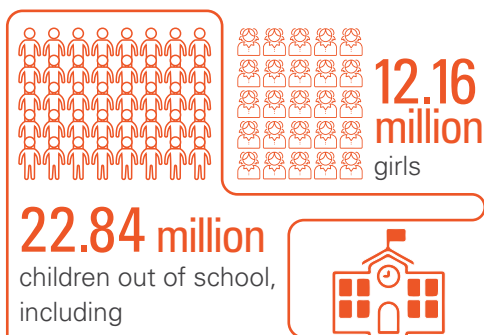 22.84 million
children out of school,
including
12.16
million
girls